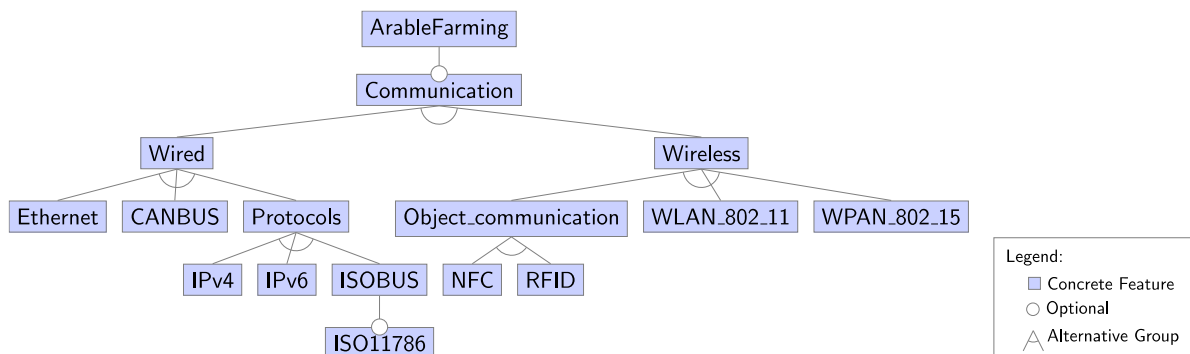 ArableFarming
Communication
Wired
Wireless
Ethernet
CANBUS
Protocols
Object_communication
WLAN_802_11
WPAN_802_15
IPv4
IPv6
ISOBUS
NFC
RFID
ISO11786
Legend:
Concrete Feature
Optional
Alternative Group